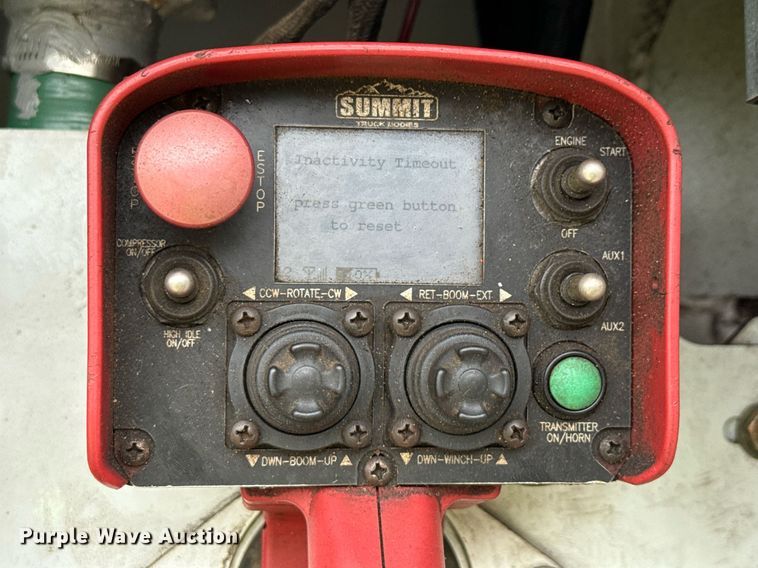 SUMMIT
TRUCK BODIES
ESTOP
ESTOP
Inactivity Timeout
press green button
to reset
ENGINE
START
OFF
COMPRESSOR
ON/OFF
HIGH IDLE
ON/OFF
AUX1
AUX2
CCW-ROTATE-CW
RET-BOOM-EXT
DWN-BOOM-UP
DWN-WINCH-UP
TRANSMITTER
ON/HORN
Purple Wave Auction